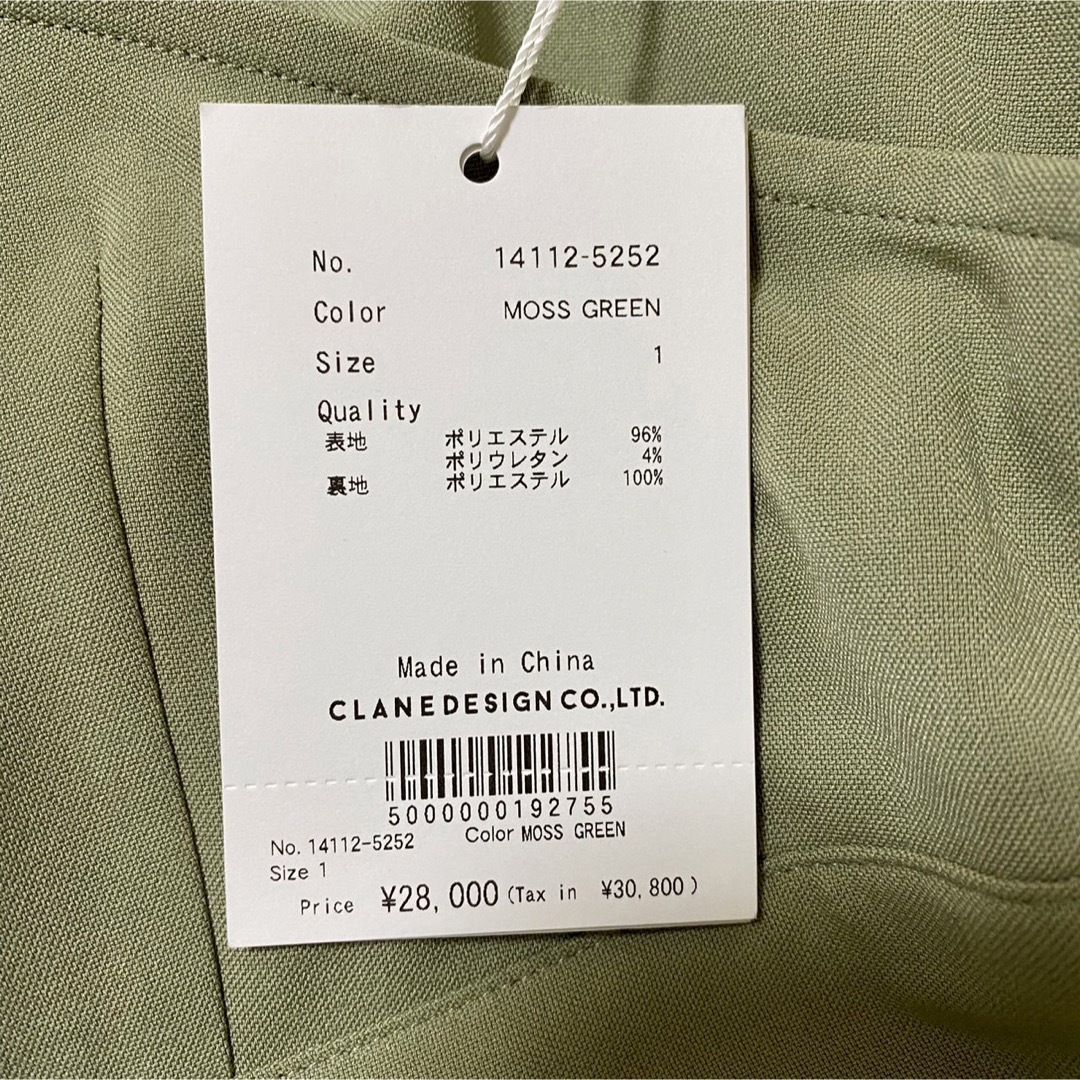 No. 14112-5252
Color MOSS GREEN
Size 1
Quality
表地 ポリエステル 96%
ポリウレタン 4%
裏地 ポリエステル 100%
Made in China
CLANE DESIGN CO.,LTD.
5000000192755
No. 14112-5252 Color MOSS GREEN
Size 1
Price ¥28,000 (Tax in ¥30,800)